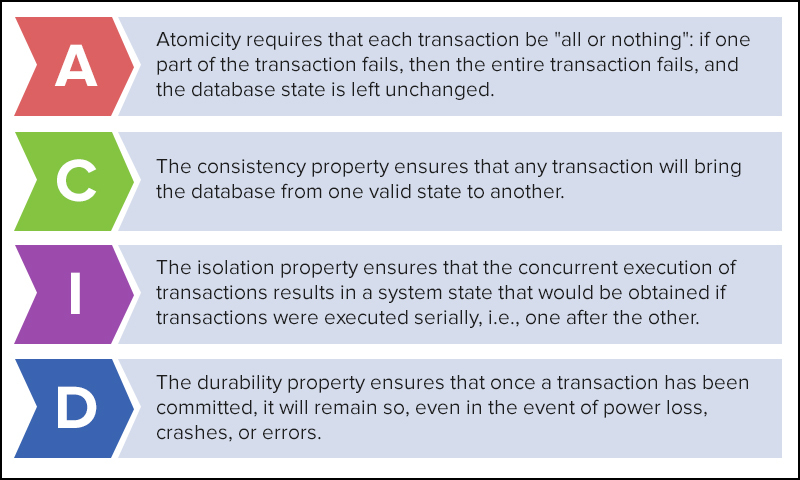 A
Atomicity requires that each transaction be "all or nothing": if one
part of the transaction fails, then the entire transaction fails, and
the database state is left unchanged.
C
The consistency property ensures that any transaction will bring
the database from one valid state to another.
I
The isolation property ensures that the concurrent execution of
transactions results in a system state that would be obtained if
transactions were executed serially, i.e., one after the other.
D
The durability property ensures that once a transaction has been
committed, it will remain so, even in the event of power loss,
crashes, or errors.